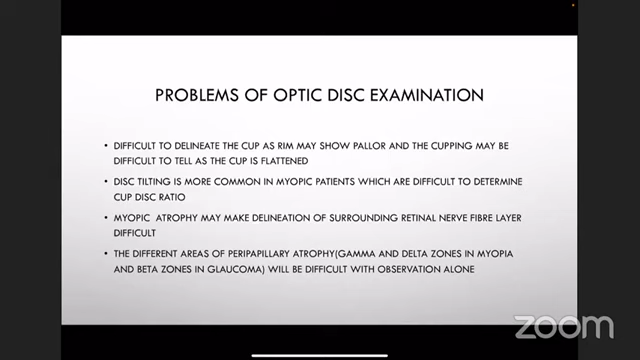 PROBLEMS OF OPTIC DISC EXAMINATION
• DIFFICULT TO DELINEATE THE CUP AS RIM MAY SHOW PALLOR AND THE CUPPING MAY BE
DIFFICULT TO TELL AS THE CUP IS FLATTENED
• DISC TILTING IS MORE COMMON IN MYOPIC PATIENTS WHICH ARE DIFFICULT TO DETERMINE
CUP DISC RATIO
• MYOPIC ATROPHY MAY MAKE DELINEATION OF SURROUNDING RETINAL NERVE FIBRE LAYER
DIFFICULT
• THE DIFFERENT AREAS OF PERIPAPILLARY ATROPHY(GAMMA AND DELTA ZONES IN MYOPIA
AND BETA ZONES IN GLAUCOMA) WILL BE DIFFICULT WITH OBSERVATION ALONE
zoom